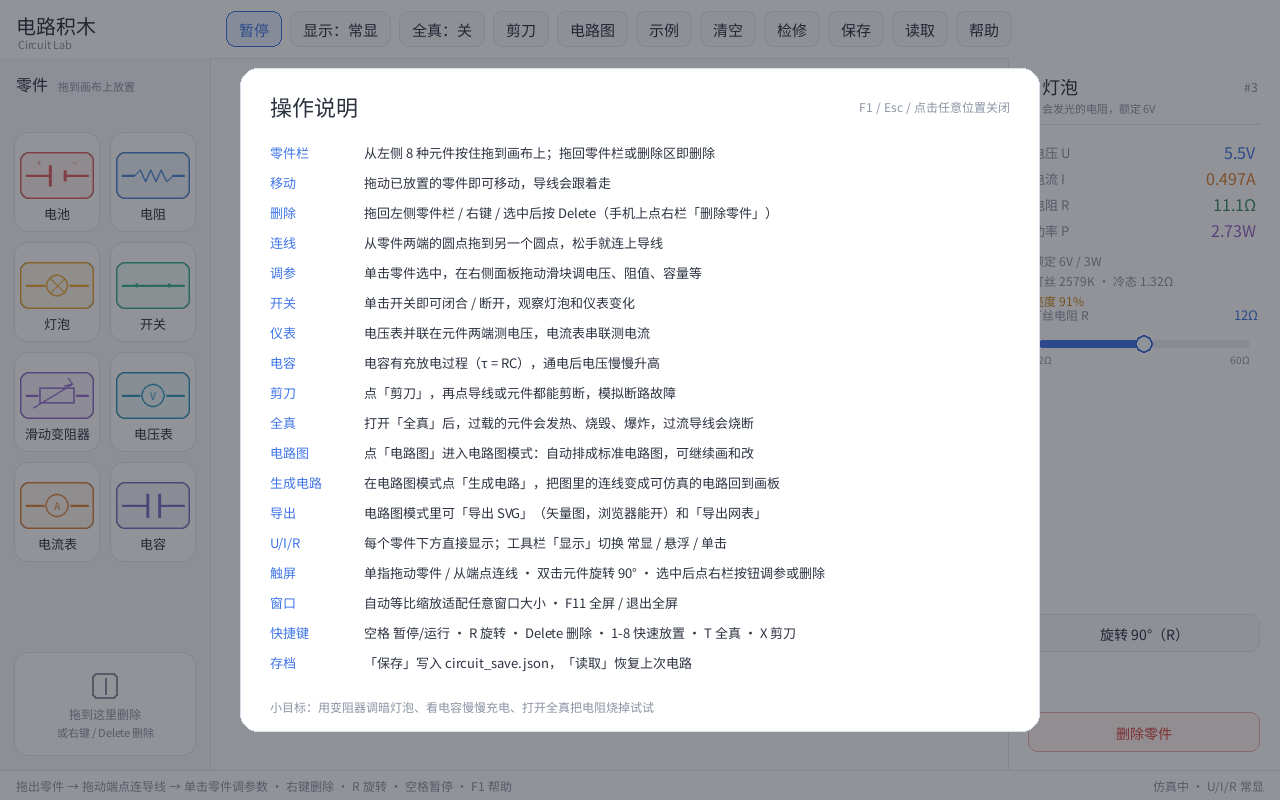 电路积木
Circuit Lab
暂停
显示：常显
全真：关
剪刀
电路图
示例
清空
检修
保存
读取
帮助
零件 拖到画布上放置
电池
电阻
灯泡
开关
滑动变阻器
V
电压表
A
电流表
电容
拖到这里删除
或右键 / Delete 删除
操作说明
F1 / Esc / 点击任意位置关闭
零件栏 从左侧 8 种元件按住拖到画布上；拖回零件栏或删除区即删除
移动 拖动已放置的零件即可移动，导线会跟着走
删除 拖回左侧零件栏 / 右键 / 选中后按 Delete（手机上点右栏「删除零件」）
连线 从零件两端的圆点拖到另一个圆点，松手就连上导线
调参 单击零件选中，在右侧面板拖动滑块调电压、阻值、容量等
开关 单击开关即可闭合 / 断开，观察灯泡和仪表变化
仪表 电压表并联在元件两端测电压，电流表串联测电流
电容 电容有充放电过程（τ = RC），通电后电压慢慢升高
剪刀 点「剪刀」，再点导线或元件都能剪断，模拟断路故障
全真 打开「全真」后，过载的元件会发热、烧毁、爆炸，过流导线会烧断
电路图 点「电路图」进入电路图模式：自动排成标准电路图，可继续画和改
生成电路 在电路图模式点「生成电路」，把图里的连线变成可仿真的电路回到画板
导出 电路图模式里可「导出 SVG」（矢量图，浏览器能开）和「导出网表」
U/I/R 每个零件下方直接显示；工具栏「显示」切换 常显 / 悬浮 / 单击
触屏 单指拖动零件 / 从端点连线 · 双击元件旋转 90° · 选中后点右栏按钮调参或删除
窗口 自动等比缩放适配任意窗口大小 · F11 全屏 / 退出全屏
快捷键 空格 暂停/运行 · R 旋转 · Delete 删除 · 1-8 快速放置 · T 全真 · X 剪刀
存档 「保存」写入 circuit_save.json，「读取」恢复上次电路
小目标：用变阻器调暗灯泡、看电容慢慢充电、打开全真把电阻烧掉试试
灯泡 #3
会发光的电阻，额定 6V
电压 U 5.5V
电流 I 0.497A
电阻 R 11.1Ω
功率 P 2.73W
额定 6V / 3W
灯丝 2579K · 冷态 1.32Ω
亮度 91%
灯丝电阻 R 12Ω
2Ω 60Ω
旋转 90°（R）
删除零件
拖出零件 → 拖动端点连导线 → 单击零件调参数 · 右键删除 · R 旋转 · 空格暂停 · F1 帮助
仿真中 · U/I/R 常显